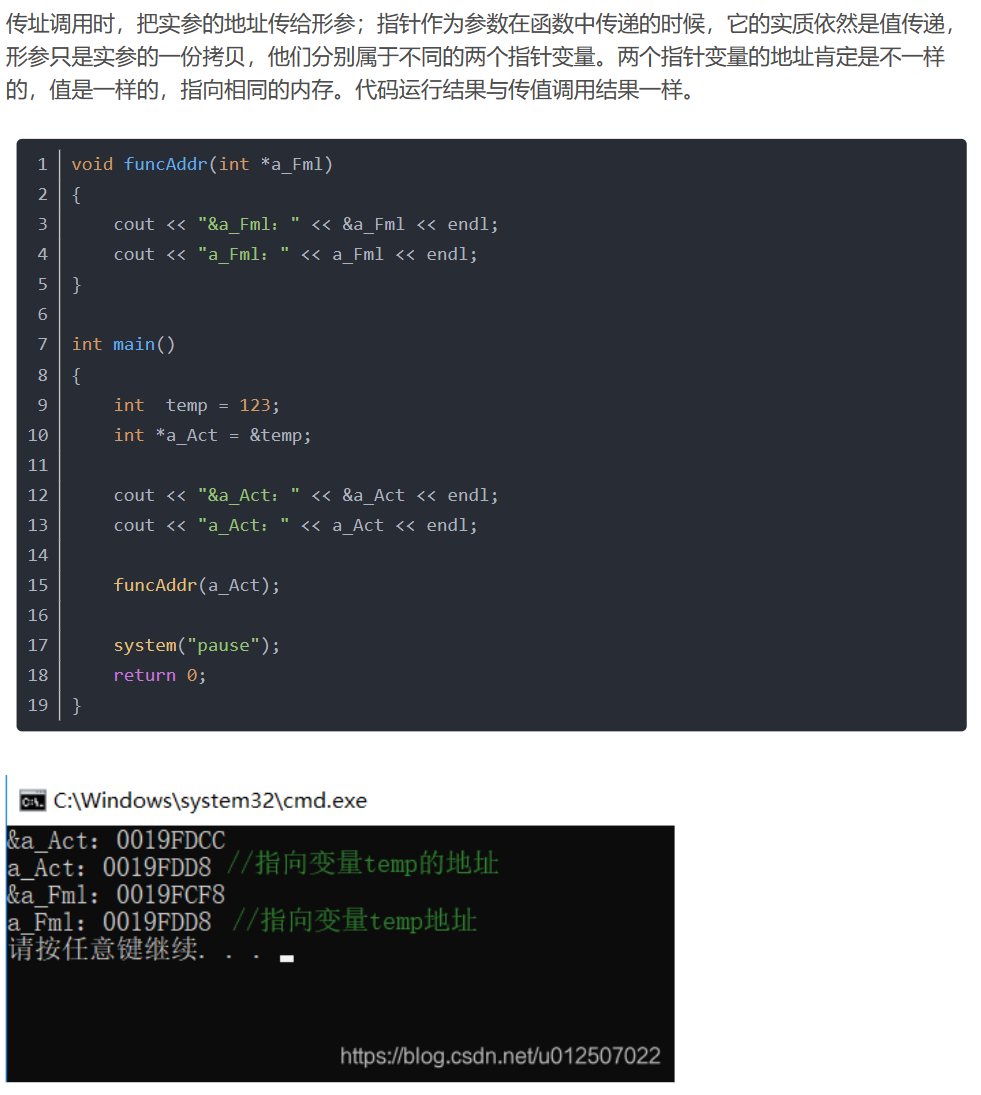 传址调用时，把实参的地址传给形参；指针作为参数在函数中传递的时候，它的实质依然是值传递，
形参只是实参的一份拷贝，他们分别属于不同的两个指针变量。两个指针变量的地址肯定是不一样
的，值是一样的，指向相同的内存。代码运行结果与传值调用结果一样。
1 void funcAddr(int *a_Fml)
2 {
3     cout << "&a_Fml：" << &a_Fml << endl;
4     cout << "a_Fml：" << a_Fml << endl;
5 }
6
7 int main()
8 {
9     int  temp = 123;
10     int *a_Act = &temp;
11
12     cout << "&a_Act：" << &a_Act << endl;
13     cout << "a_Act：" << a_Act << endl;
14
15     funcAddr(a_Act);
16
17     system("pause");
18     return 0;
19 }
C:\. C:\Windows\system32\cmd.exe
&a_Act：0019FDCC
a_Act：0019FDD8 //指向变量temp的地址
&a_Fml：0019FCF8
a_Fml：0019FDD8 //指向变量temp地址
请按任意键继续. . .
https://blog.csdn.net/u012507022